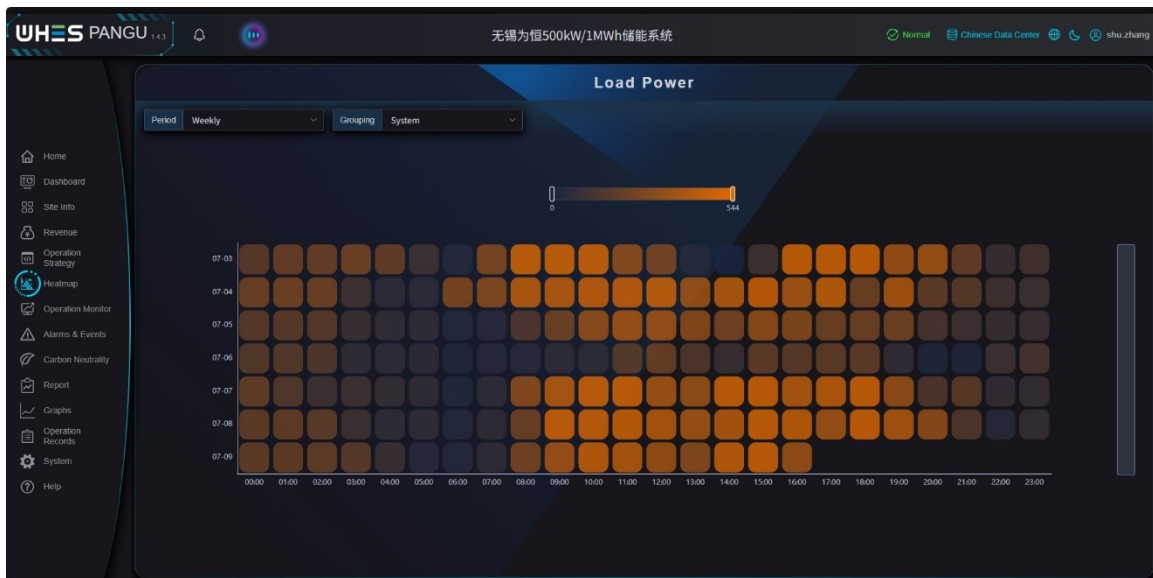 WHES PANGU 1.4.3
无锡为恒500kW/1MWh储能系统
Normal
Chinese Data Center
shu.zhang
Load Power
Period Weekly
Grouping System
Home
Dashboard
Site Info
Revenue
Operation
Strategy
Heatmap
Operation Monitor
Alarms & Events
Carbon Neutrality
Report
Graphs
Operation
Records
System
Help
0 544
07-03
07-04
07-05
07-06
07-07
07-08
07-09
00:00 01:00 02:00 03:00 04:00 05:00 06:00 07:00 08:00 09:00 10:00 11:00 12:00 13:00 14:00 15:00 16:00 17:00 18:00 19:00 20:00 21:00 22:00 23:00